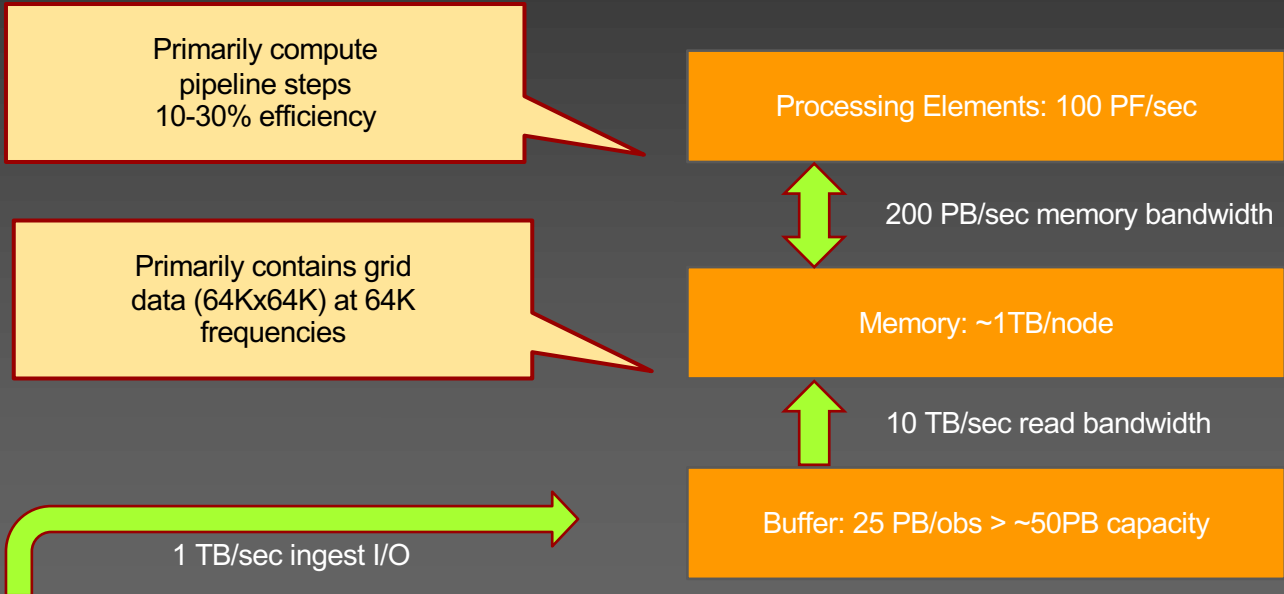 Primarily compute
pipeline steps
10-30% efficiency
Processing Elements: 100 PF/sec
200 PB/sec memory bandwidth
Primarily contains grid
data (64Kx64K) at 64K
frequencies
Memory: ~1TB/node
10 TB/sec read bandwidth
Buffer: 25 PB/obs > ~50PB capacity
1 TB/sec ingest I/O